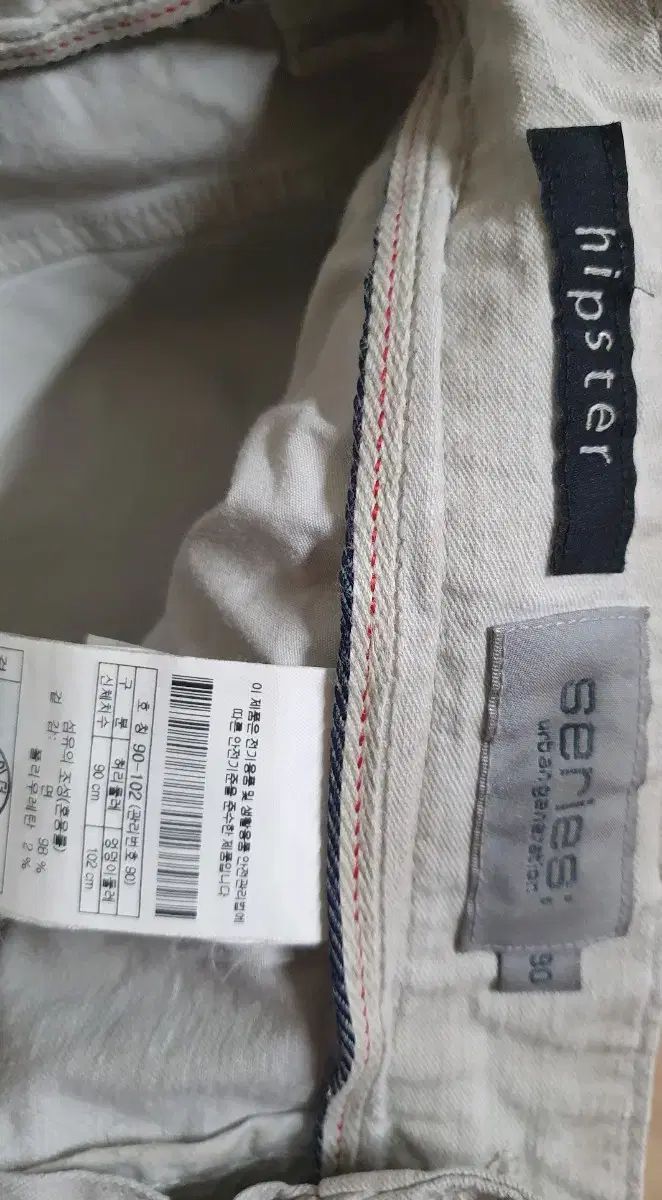 hipster
series;
urban generation;
90
이 제품은 전기용품 및 생활용품 안전관리법에
따른 안전기준을 준수한 제품입니다
호 칭 90-102 (관리번호 90)
구 분 허리둘레 엉덩이둘레
신체치수 90 cm 102 cm
섬유의 조성(혼용율)
겉 감: 면 98 %
폴리우레탄 2 %